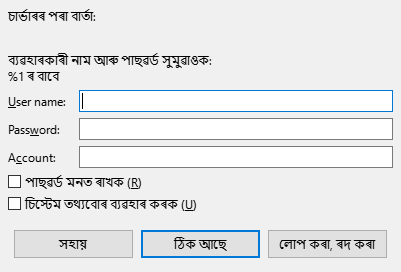 চাৰ্ভাৰৰ পৰা বাৰ্তা:
ব্যৱহাৰকাৰী নাম আৰু পাছৱৰ্ড সুমুৱাওক:
%1 ৰ বাবে
User name:
Password:
Account:
পাছ্ৱৰ্ড মনত ৰাখক (R)
চিস্টেম তথ্যবোৰ ব্যৱহাৰ কৰক (U)
সহায় ঠিক আছে লোপ কৰা, ৰদ কৰা